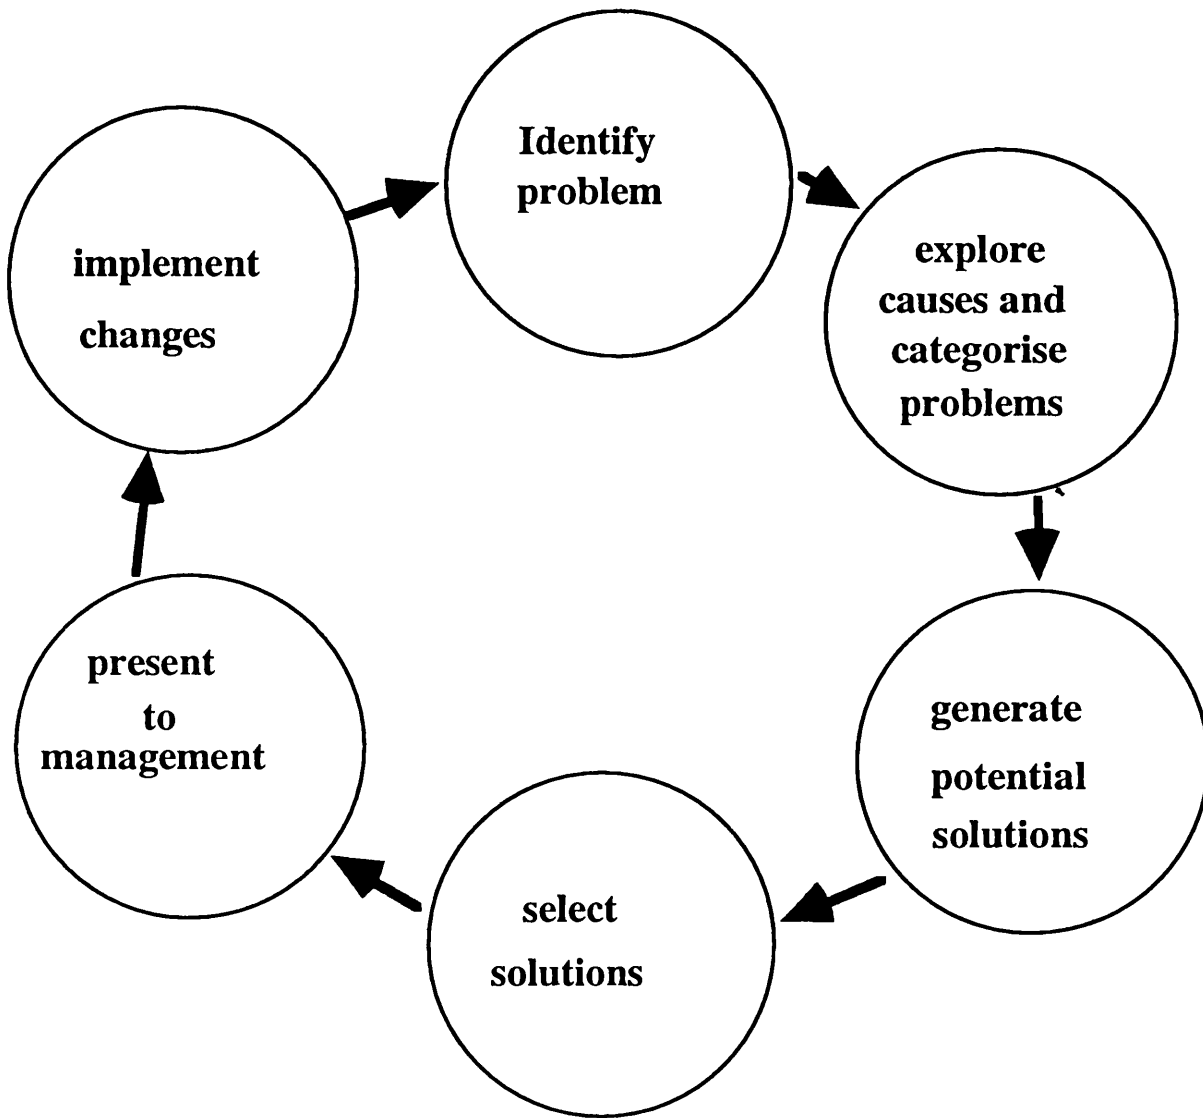 Identify
problem
explore
causes and
categorise
problems
generate
potential
solutions
select
solutions
present
to
management
implement
changes